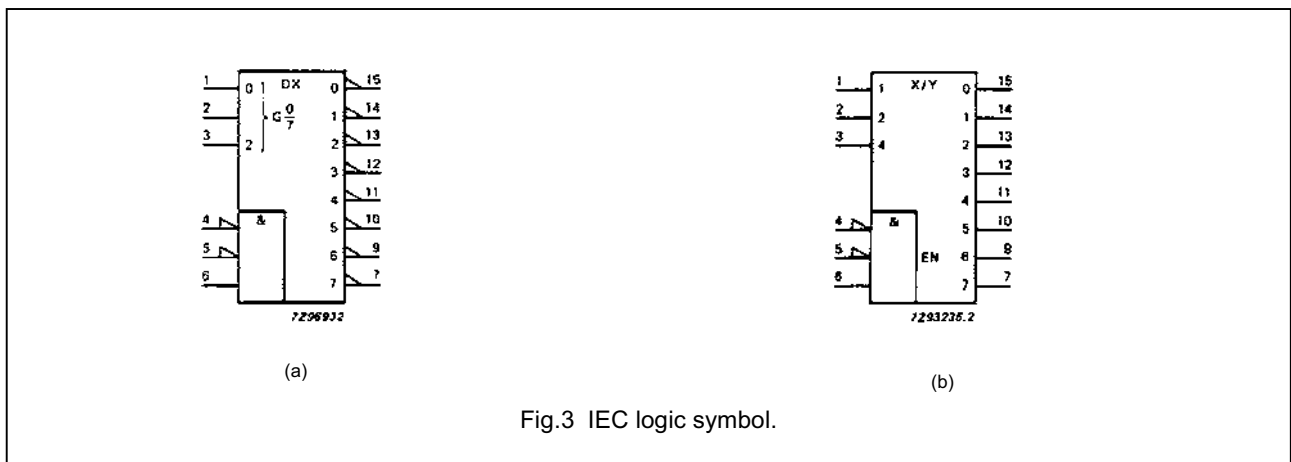 DX
1 0 0 15
2 G 0/7 1 14
3 2 2 13
3 12
4 11
4 & 5 10
5 6 9
6 7 7
7296932
(a)
X/Y
1 1 0 15
2 2 1 14
3 4 2 13
3 12
4 11
4 & 5 10
5 EN 6
6 7 7
7293235.2
(b)
Fig.3 IEC logic symbol.